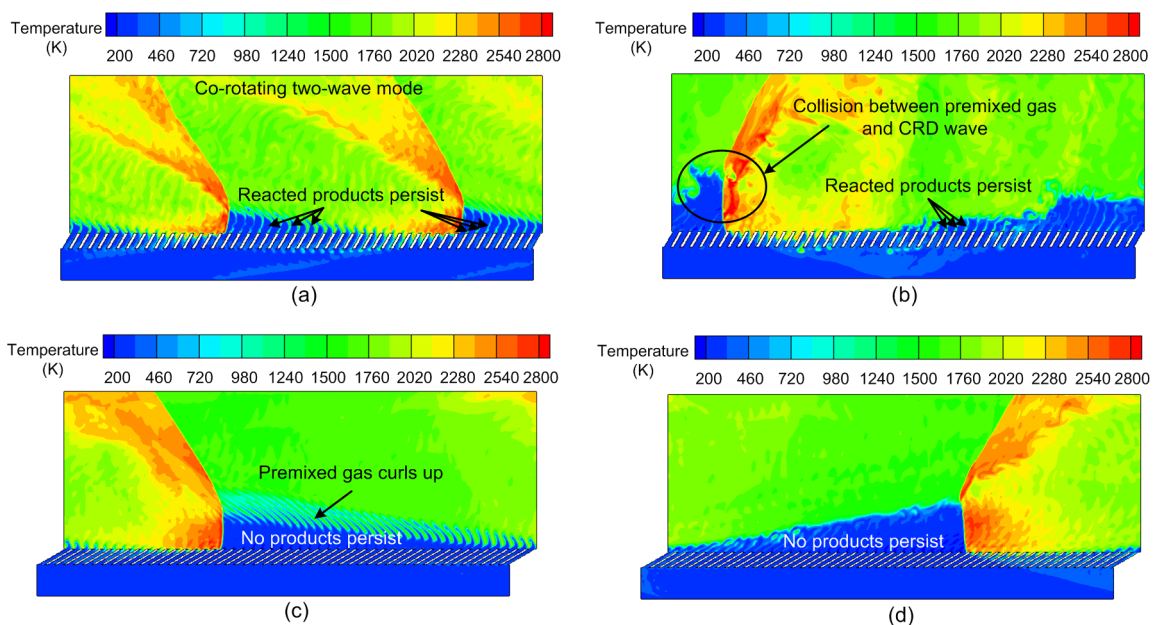 Temperature
(K)
200 460 720 980 1240 1500 1760 2020 2280 2540 2800
Co-rotating two-wave mode
Reacted products persist
(a)
Temperature
(K)
200 460 720 980 1240 1500 1760 2020 2280 2540 2800
Collision between premixed gas
and CRD wave
Reacted products persist
(b)
Temperature
(K)
200 460 720 980 1240 1500 1760 2020 2280 2540 2800
Premixed gas curls up
No products persist
(c)
Temperature
(K)
200 460 720 980 1240 1500 1760 2020 2280 2540 2800
No products persist
(d)